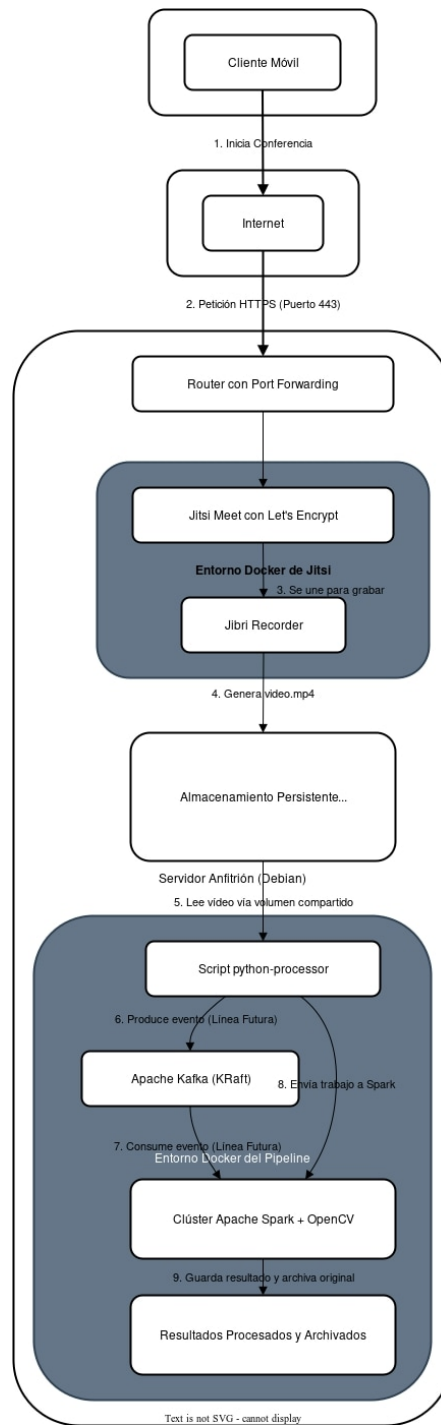 Cliente Móvil
1. Inicia Conferencia
Internet
2. Petición HTTPS (Puerto 443)
Router con Port Forwarding
Jitsi Meet con Let's Encrypt
Entorno Docker de Jitsi
3. Se une para grabar
Jibri Recorder
4. Genera video.mp4
Almacenamiento Persistente...
Servidor Anfitrión (Debian)
5. Lee vídeo vía volumen compartido
Script python-processor
6. Produce evento (Línea Futura)
Apache Kafka (KRaft)
8. Envía trabajo a Spark
7. Consume evento (Línea Futura)
Entorno Docker del Pipeline
Clúster Apache Spark + OpenCV
9. Guarda resultado y archiva original
Resultados Procesados y Archivados
Text is not SVG - cannot display